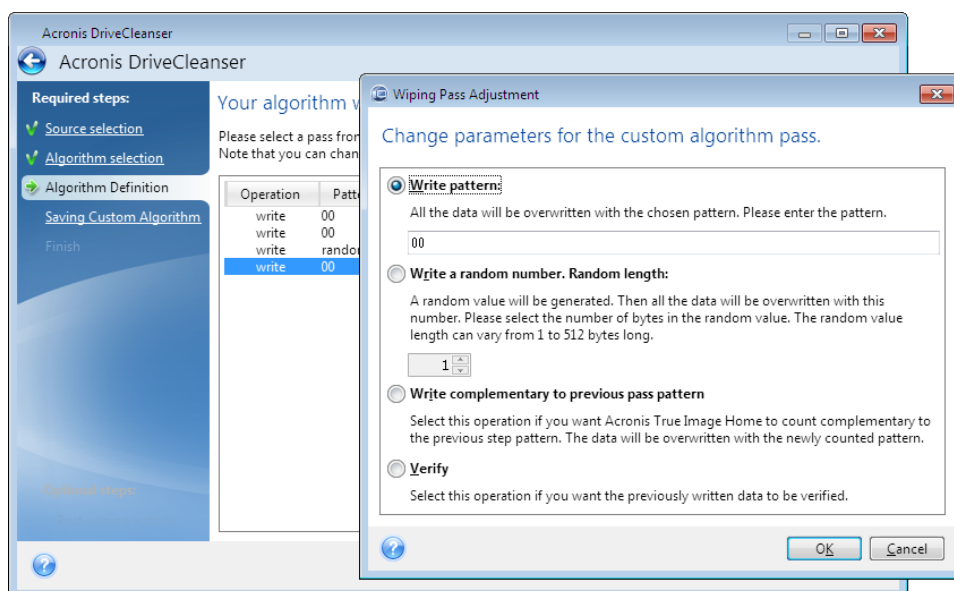 Acronis DriveCleanser
Acronis DriveCleanser
Required steps:
Source selection
Algorithm selection
Algorithm Definition
Saving Custom Algorithm
Finish
Your algorithm
Please select a pass
Note that you can
Operation
write 00
write 00
write
write 00
Wiping Pass Adjustment
Change parameters for the custom algorithm pass.
Write pattern:
All the data will be overwritten with the chosen pattern. Please enter the pattern.
00
Write a random number. Random length:
A random value will be generated. Then all the data will be overwritten with this
number. Please select the number of bytes in the random value. The random value
length can vary from 1 to 512 bytes long.
1
Write complementary to previous pass pattern
Select this operation if you want Acronis True Image Home to count complementary to
the previous step pattern. The data will be overwritten with the newly counted pattern.
Verify
Select this operation if you want the previously written data to be verified.
OK
Cancel